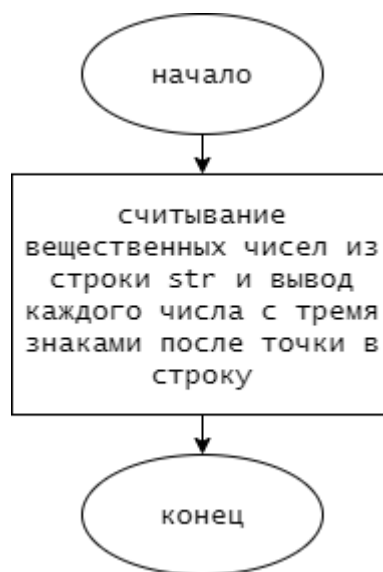 начало
считывание
вещественных чисел из
строки str и вывод
каждого числа с тремя
знаками после точки в
строку
конец